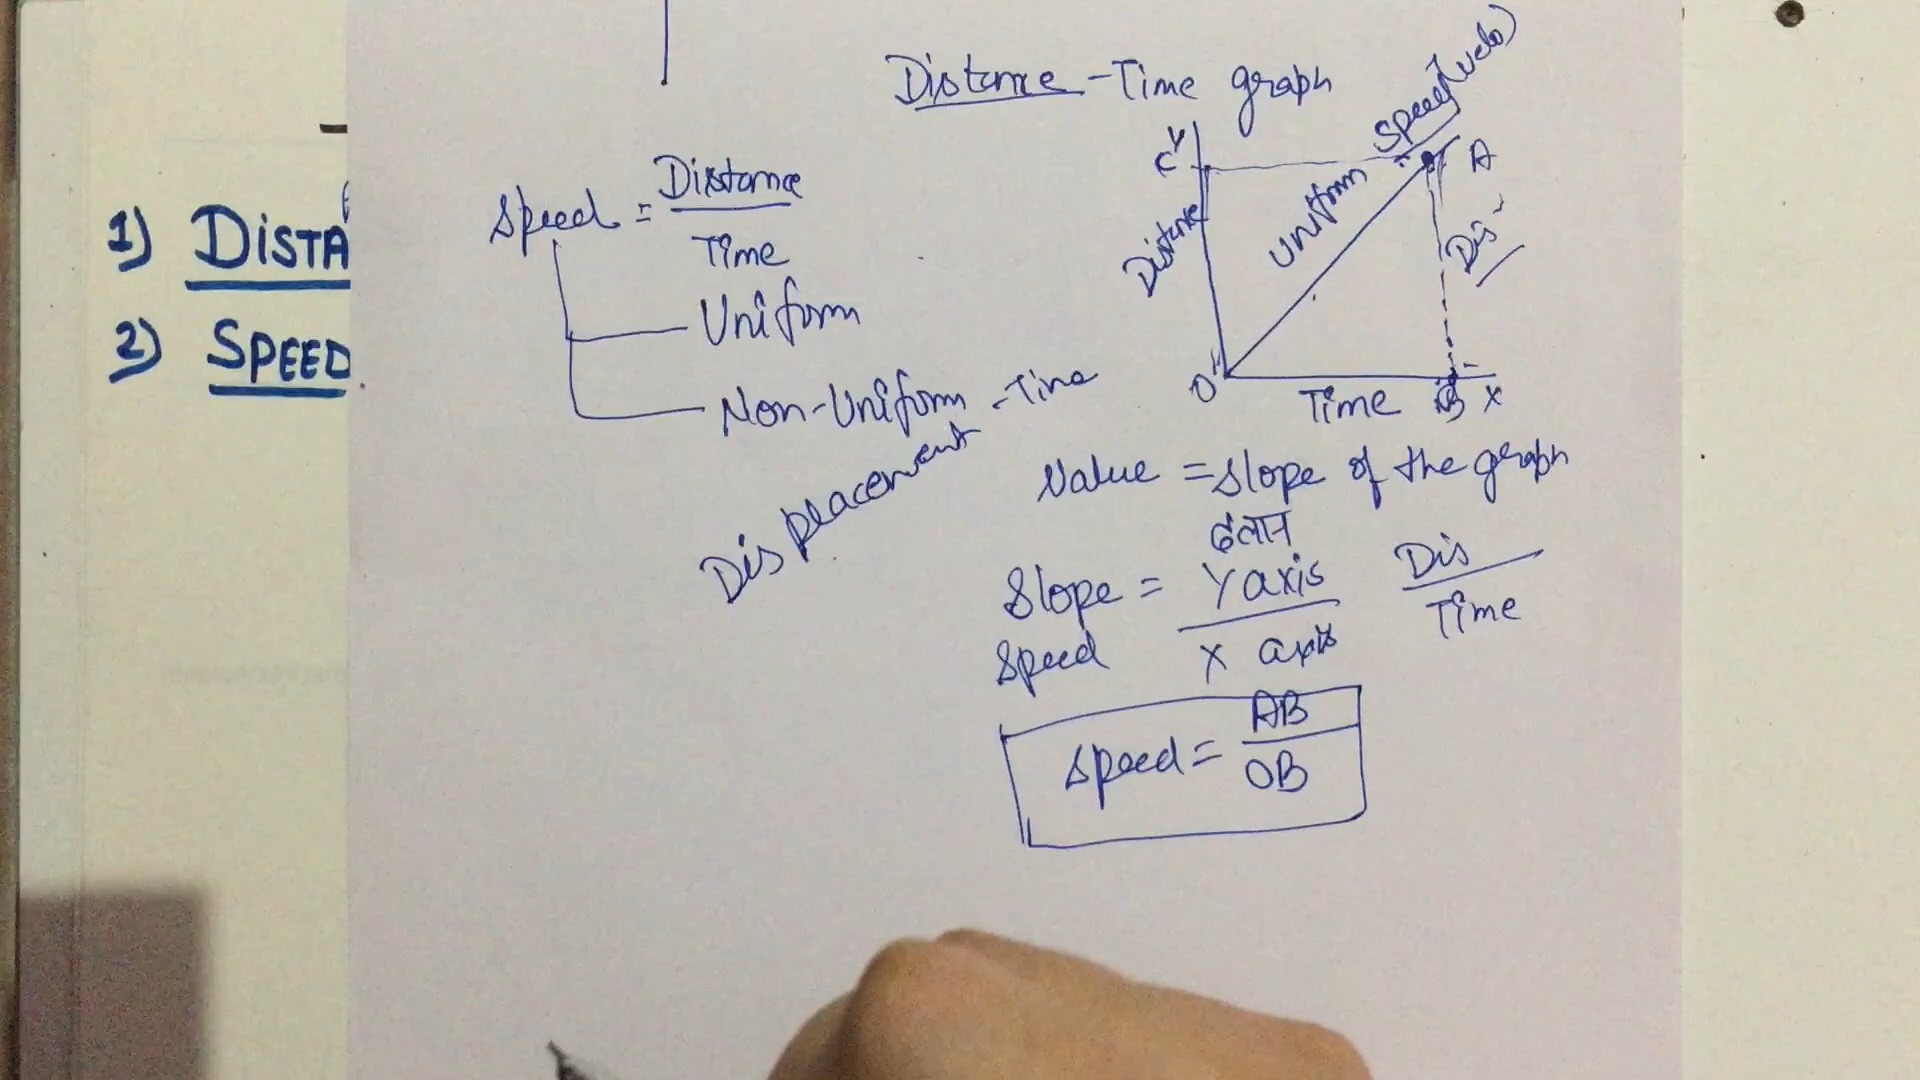 1) DISTA
2) SPEED
Distance - Time graph
Speed = Distance
Time
Uniform
Non-Uniform
Displacement - Time
Speed (Velo)
C Y
A
Distance
Uniform
Dis
O
Time B X
Value = Slope of the graph
ढलान
Slope = Y axis Dis
Speed X axis Time
Speed = AB
OB